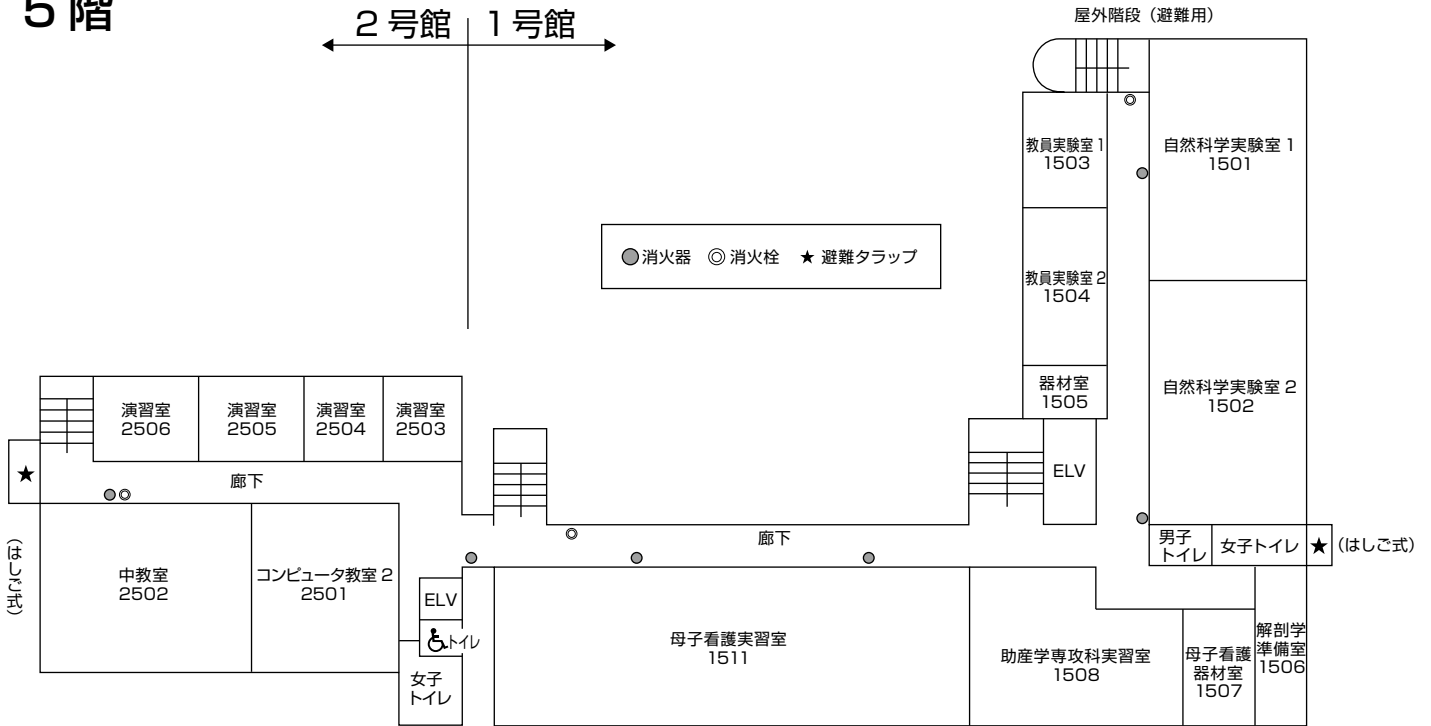 5階
2号館
1号館
屋外階段（避難用）
教員実験室1
1503
自然科学実験室1
1501
消火器
消火栓
★ 避難タラップ
教員実験室2
1504
器材室
1505
自然科学実験室2
1502
演習室
2506
演習室
2505
演習室
2504
演習室
2503
ELV
★
廊下
廊下
男子
トイレ
女子トイレ
★
（はしご式）
（はしご式）
中教室
2502
コンピュータ教室2
2501
ELV
トイレ
女子
トイレ
母子看護実習室
1511
助産学専攻科実習室
1508
母子看護
器材室
1507
解剖学
準備室
1506